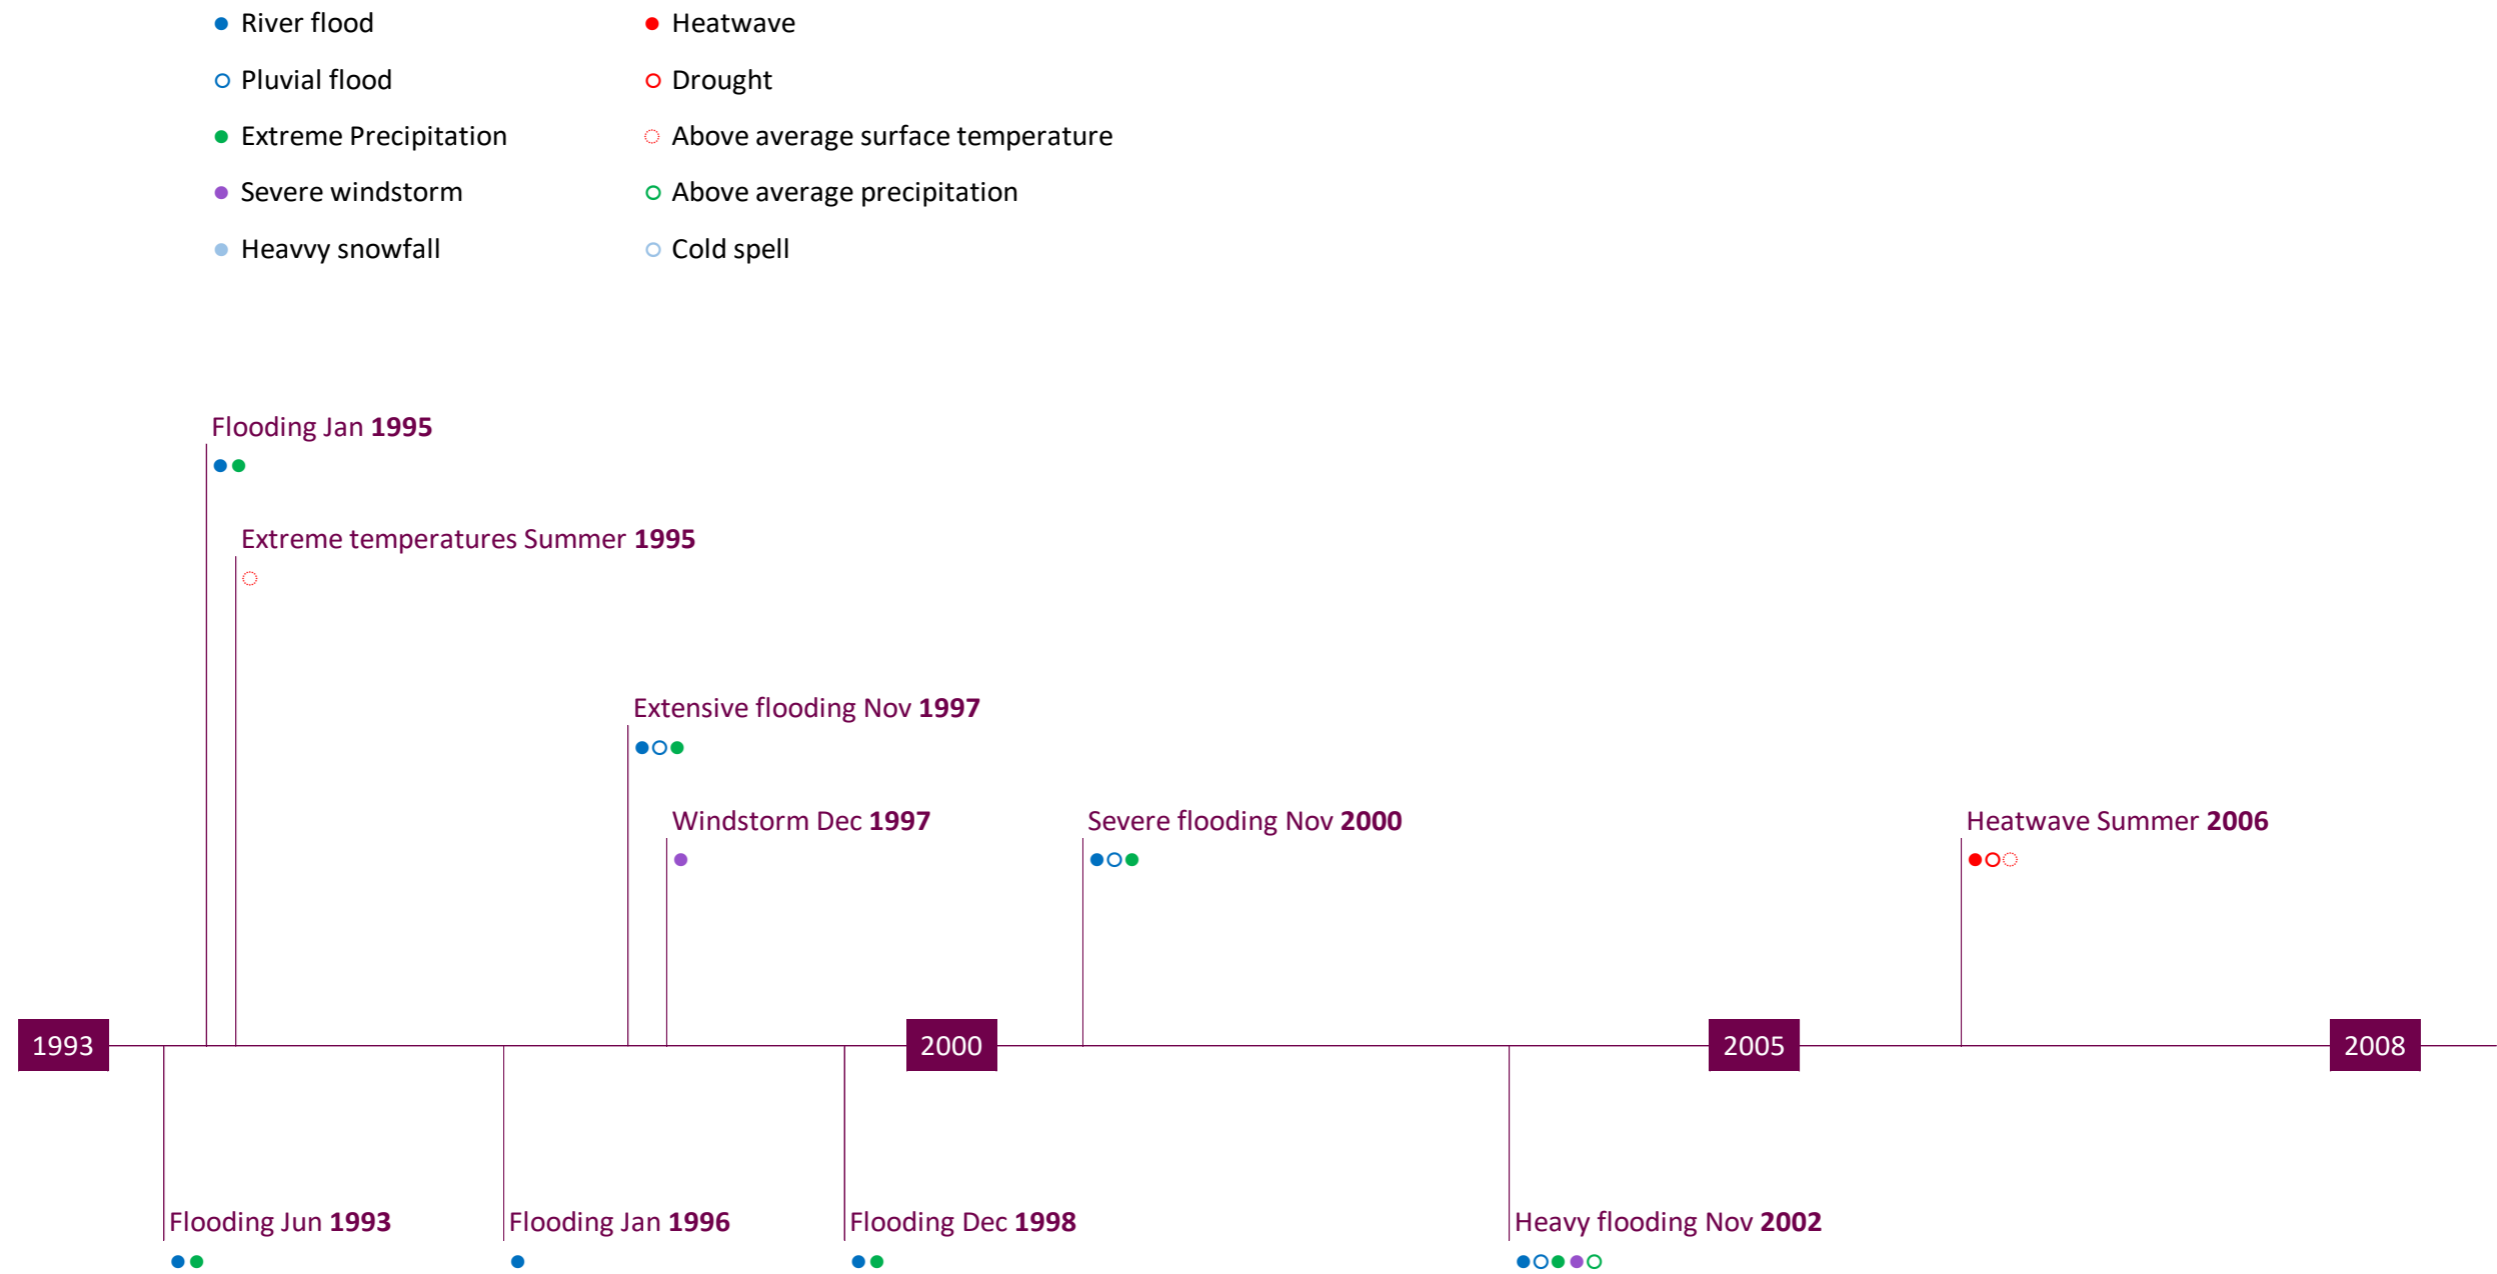 River flood
Pluvial flood
Extreme Precipitation
Severe windstorm
Heavvy snowfall
Heatwave
Drought
Above average surface temperature
Above average precipitation
Cold spell
Flooding Jan 1995
Extreme temperatures Summer 1995
Extensive flooding Nov 1997
Windstorm Dec 1997
Severe flooding Nov 2000
Heatwave Summer 2006
1993
2000
2005
2008
Flooding Jun 1993
Flooding Jan 1996
Flooding Dec 1998
Heavy flooding Nov 2002